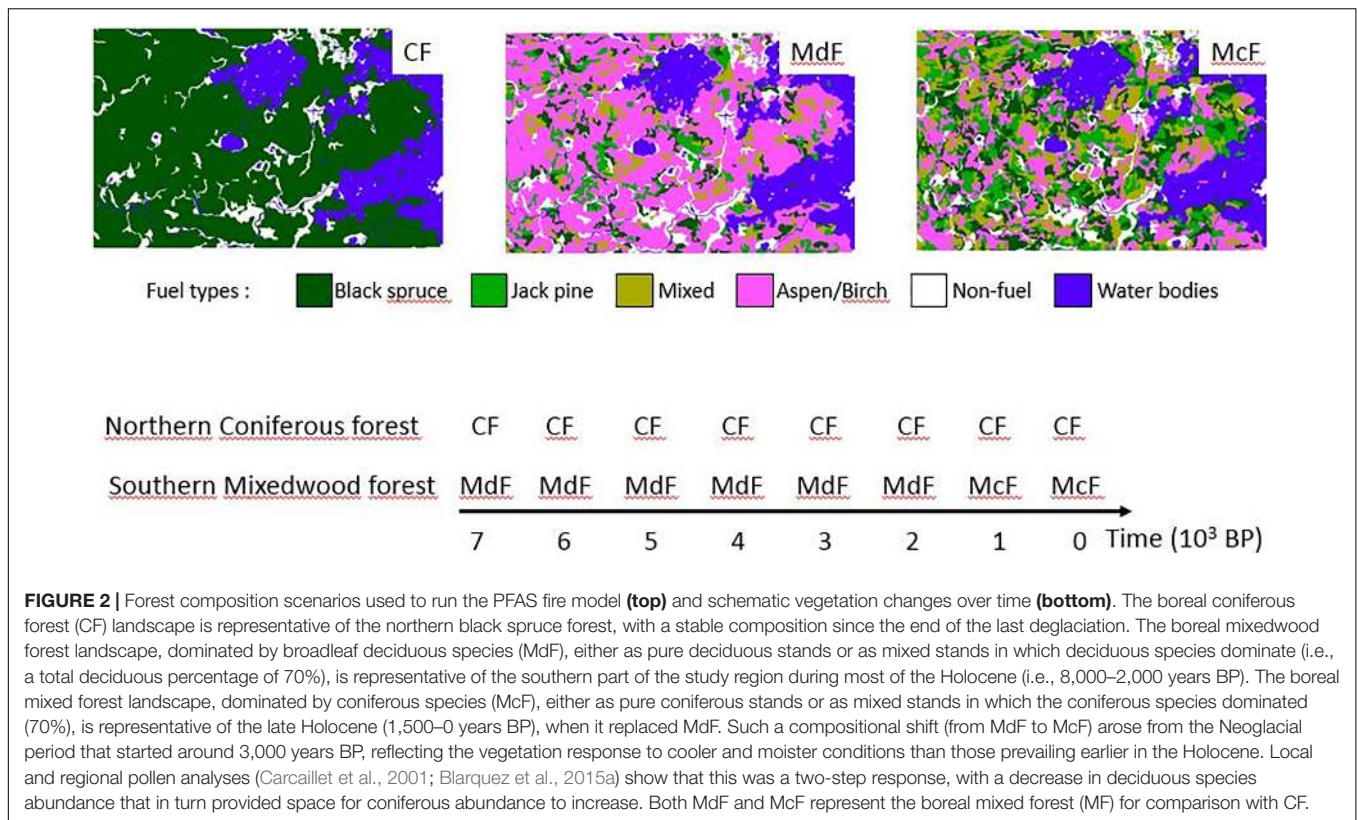 CF
MdF
McF
Fuel types :
Black spruce
Jack pine
Mixed
Aspen/Birch
Non-fuel
Water bodies
Northern Coniferous forest CF CF CF CF CF CF CF CF
Southern Mixedwood forest MdF MdF MdF MdF MdF MdF McF McF
7 6 5 4 3 2 1 0 Time (10³ BP)
FIGURE 2 | Forest composition scenarios used to run the PFAS fire model (top) and schematic vegetation changes over time (bottom). The boreal coniferous
forest (CF) landscape is representative of the northern black spruce forest, with a stable composition since the end of the last deglaciation. The boreal mixedwood
forest landscape, dominated by broadleaf deciduous species (MdF), either as pure deciduous stands or as mixed stands in which deciduous species dominate (i.e.,
a total deciduous percentage of 70%), is representative of the southern part of the study region during most of the Holocene (i.e., 8,000–2,000 years BP). The boreal
mixed forest landscape, dominated by coniferous species (McF), either as pure coniferous stands or as mixed stands in which the coniferous species dominated
(70%), is representative of the late Holocene (1,500–0 years BP), when it replaced MdF. Such a compositional shift (from MdF to McF) arose from the Neoglacial
period that started around 3,000 years BP, reflecting the vegetation response to cooler and moister conditions than those prevailing earlier in the Holocene. Local
and regional pollen analyses (Carcaillet et al., 2001; Blarquez et al., 2015a) show that this was a two-step response, with a decrease in deciduous species
abundance that in turn provided space for coniferous abundance to increase. Both MdF and McF represent the boreal mixed forest (MF) for comparison with CF.